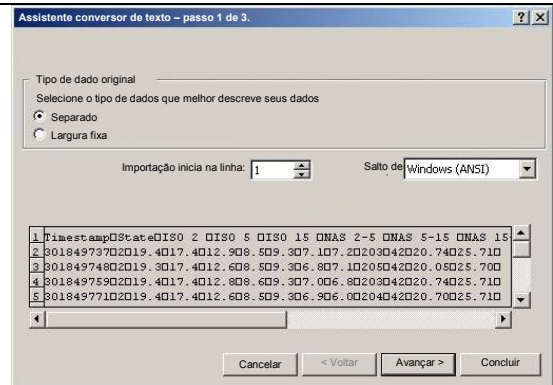 Assistente conversor de texto – passo 1 de 3.
Tipo de dado original
Selecione o tipo de dados que melhor descreve seus dados
Separado
Largura fixa
Importação inicia na linha: 1 Salto de Windows (ANSI)
1 Timestamp□State□ISO 2 □ISO 5 □ISO 15 □NAS 2-5 □NAS 5-15 □NAS 15
2 301849737□2□19.4□17.4□12.9□8.5□9.3□7.1□7.2□203□42□20.74□25.71□
3 301849748□2□19.3□17.4□12.6□8.5□9.3□6.8□7.1□205□42□20.05□25.70□
4 301849759□2□19.4□17.4□12.8□8.6□9.3□6.8□7.0□203□42□20.74□25.71□
5 301849771□2□19.4□17.4□12.6□8.5□9.3□6.9□6.0□204□42□20.70□25.71□
Cancelar < Voltar Avançar > Concluir